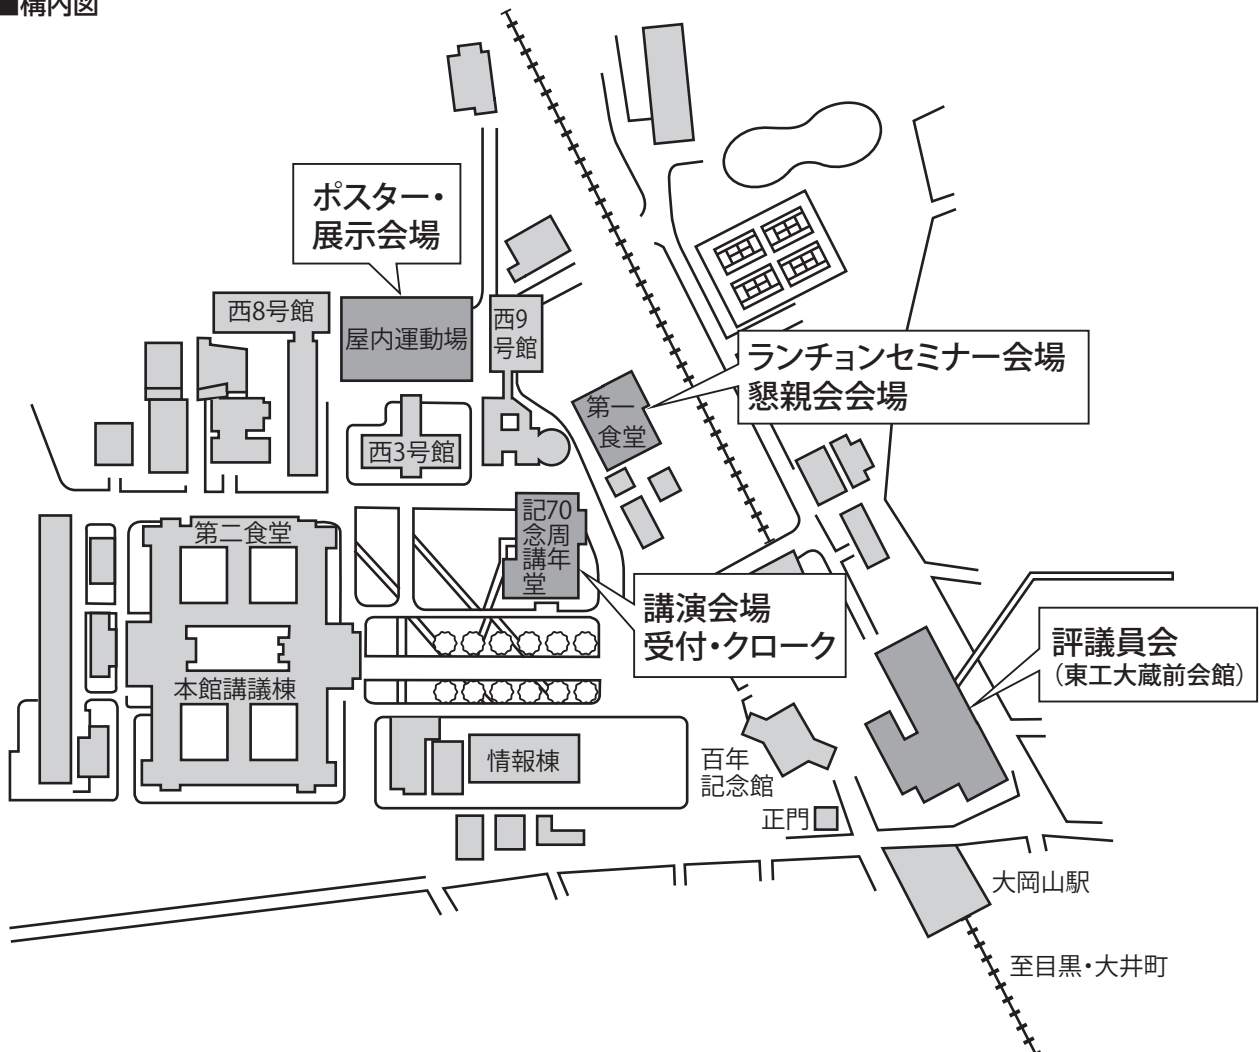 ■構内図
ポスター・
展示会場
西8号館
屋内運動場
西9
号館
ランチョンセミナー会場
懇親会会場
第一
食堂
西3号館
記念講堂
70周年
第二食堂
講演会場
受付・クローク
評議員会
（東工大蔵前会館）
本館講議棟
情報棟
百年
記念館
正門
大岡山駅
至目黒・大井町